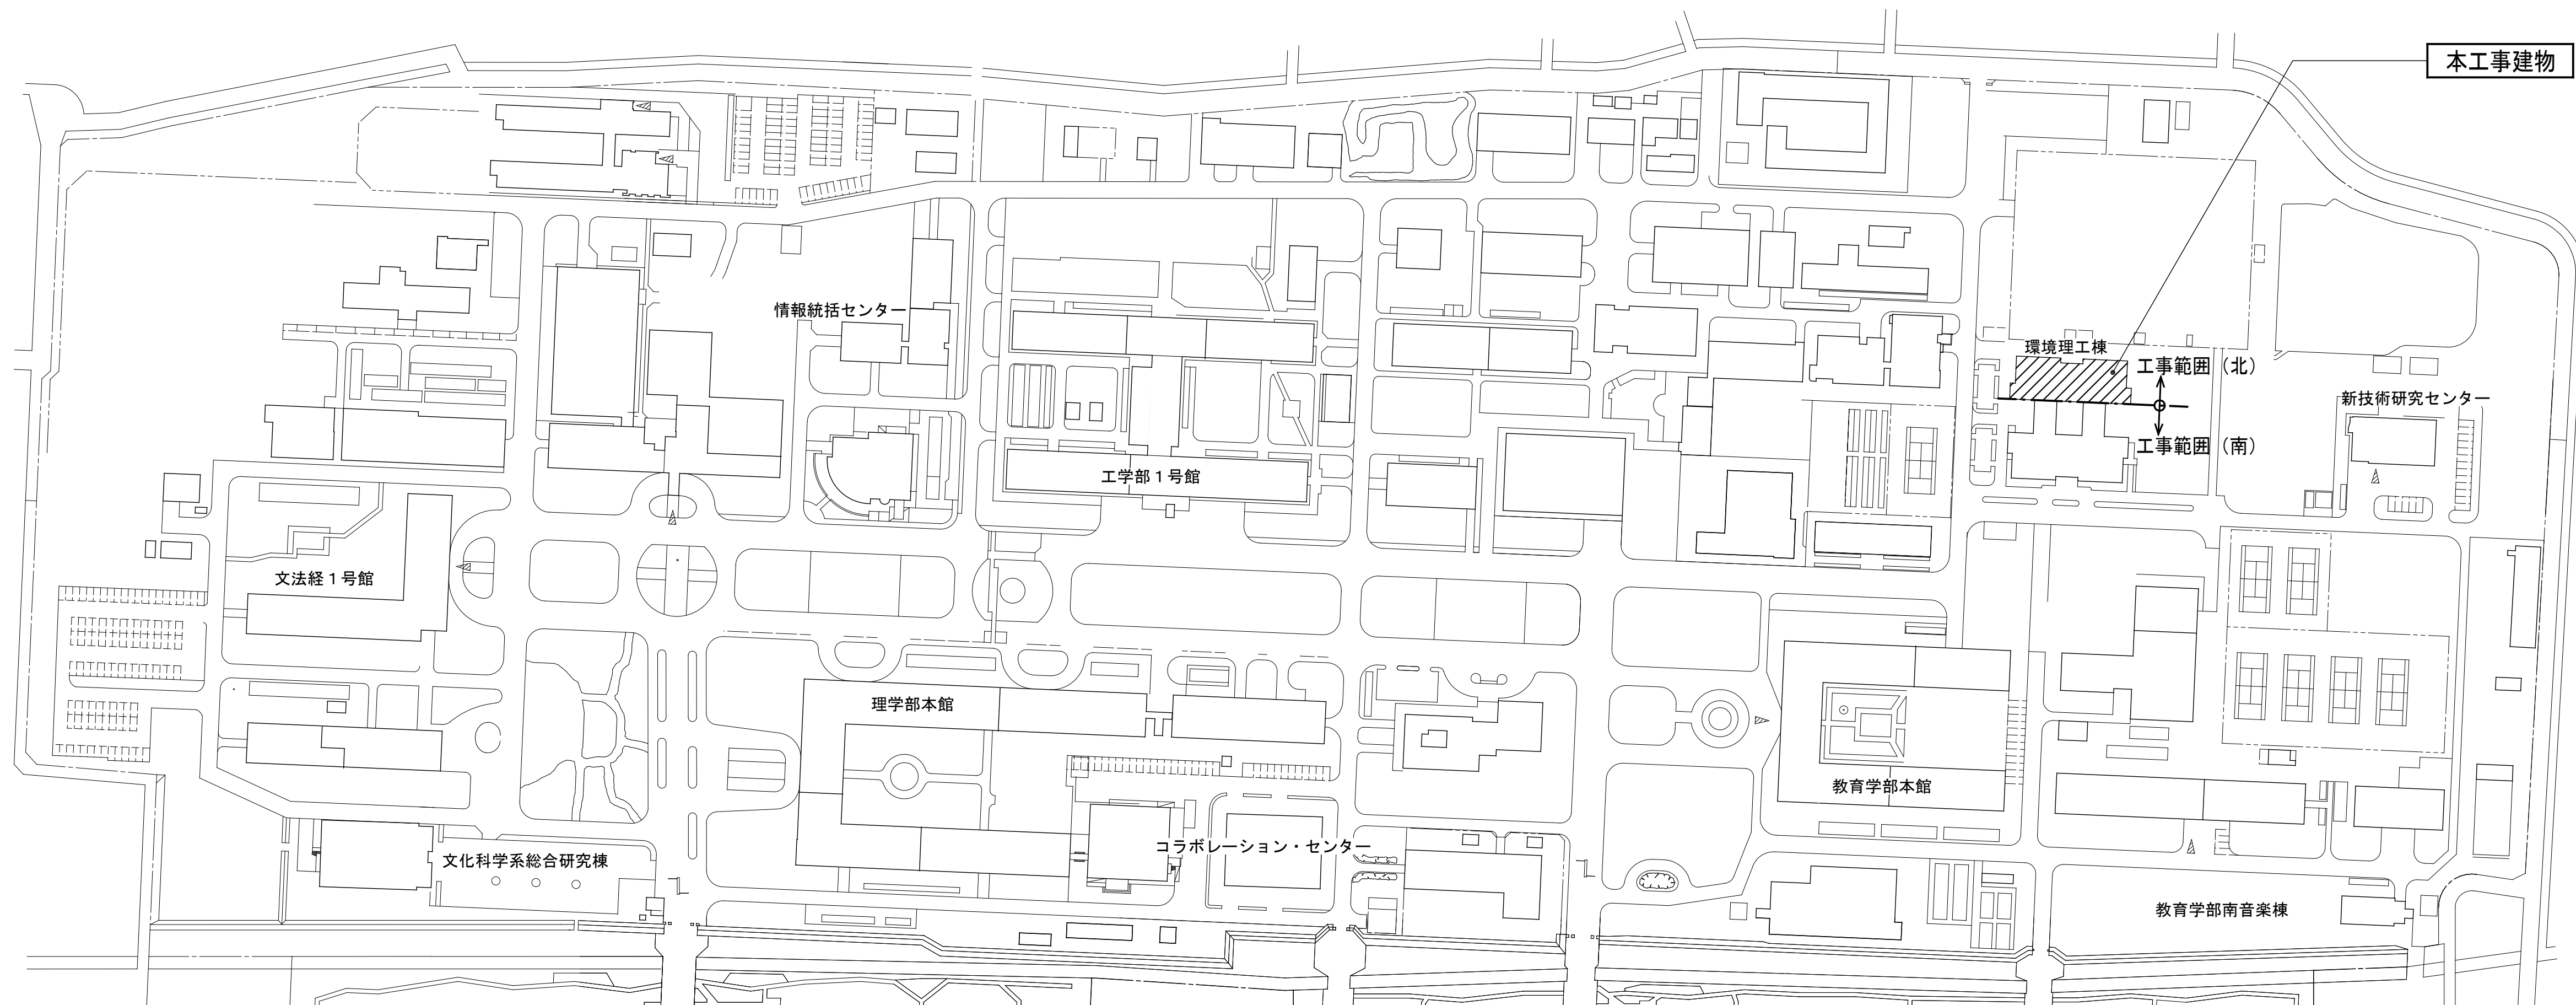 本工事建物
情報統括センター
環境理工棟
工事範囲（北）
新技術研究センター
工事範囲（南）
工学部１号館
文法経１号館
理学部本館
教育学部本館
コラボレーション・センター
文化科学系総合研究棟
教育学部南音楽棟